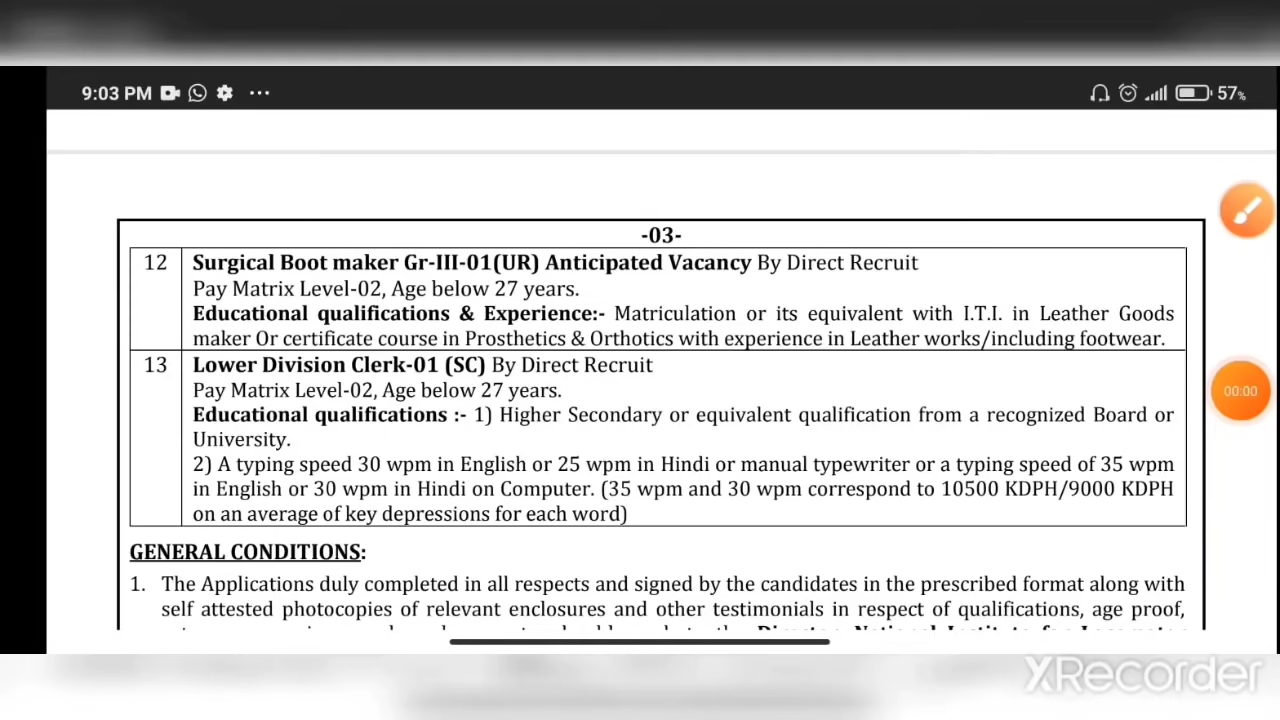 9:03 PM ... 57%
-03-
12 Surgical Boot maker Gr-III-01(UR) Anticipated Vacancy By Direct Recruit
Pay Matrix Level-02, Age below 27 years.
Educational qualifications & Experience:- Matriculation or its equivalent with I.T.I. in Leather Goods
maker Or certificate course in Prosthetics & Orthotics with experience in Leather works/including footwear.
13 Lower Division Clerk-01 (SC) By Direct Recruit
Pay Matrix Level-02, Age below 27 years.
00:00
Educational qualifications :- 1) Higher Secondary or equivalent qualification from a recognized Board or
University.
2) A typing speed 30 wpm in English or 25 wpm in Hindi or manual typewriter or a typing speed of 35 wpm
in English or 30 wpm in Hindi on Computer. (35 wpm and 30 wpm correspond to 10500 KDPH/9000 KDPH
on an average of key depressions for each word)
GENERAL CONDITIONS:
1. The Applications duly completed in all respects and signed by the candidates in the prescribed format along with
self attested photocopies of relevant enclosures and other testimonials in respect of qualifications, age proof,
XRecorder